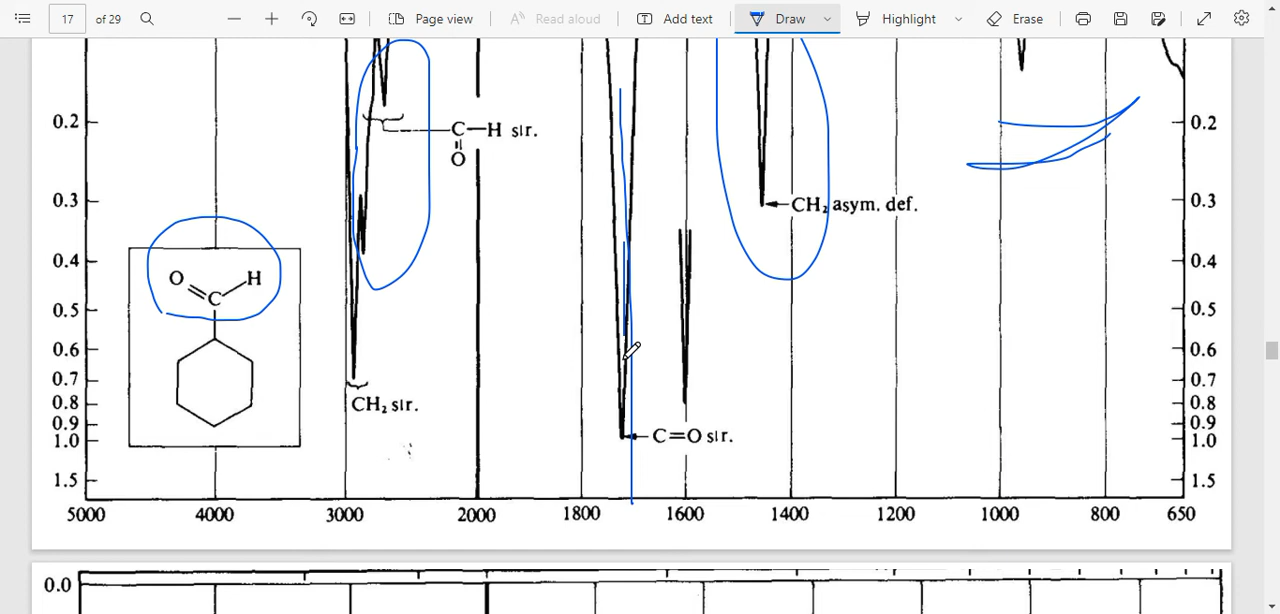 17 of 29 Page view Read aloud Add text Draw Highlight Erase
0.2 0.2
C—H str.
O
0.3 CH₂ asym. def. 0.3
0.4 0.4
O H
C
0.5 0.5
0.6 0.6
0.7 0.7
CH₂ str.
0.8 0.8
0.9 0.9
C=O str.
1.0 1.0
1.5 1.5
5000 4000 3000 2000 1800 1600 1400 1200 1000 800 650
0.0